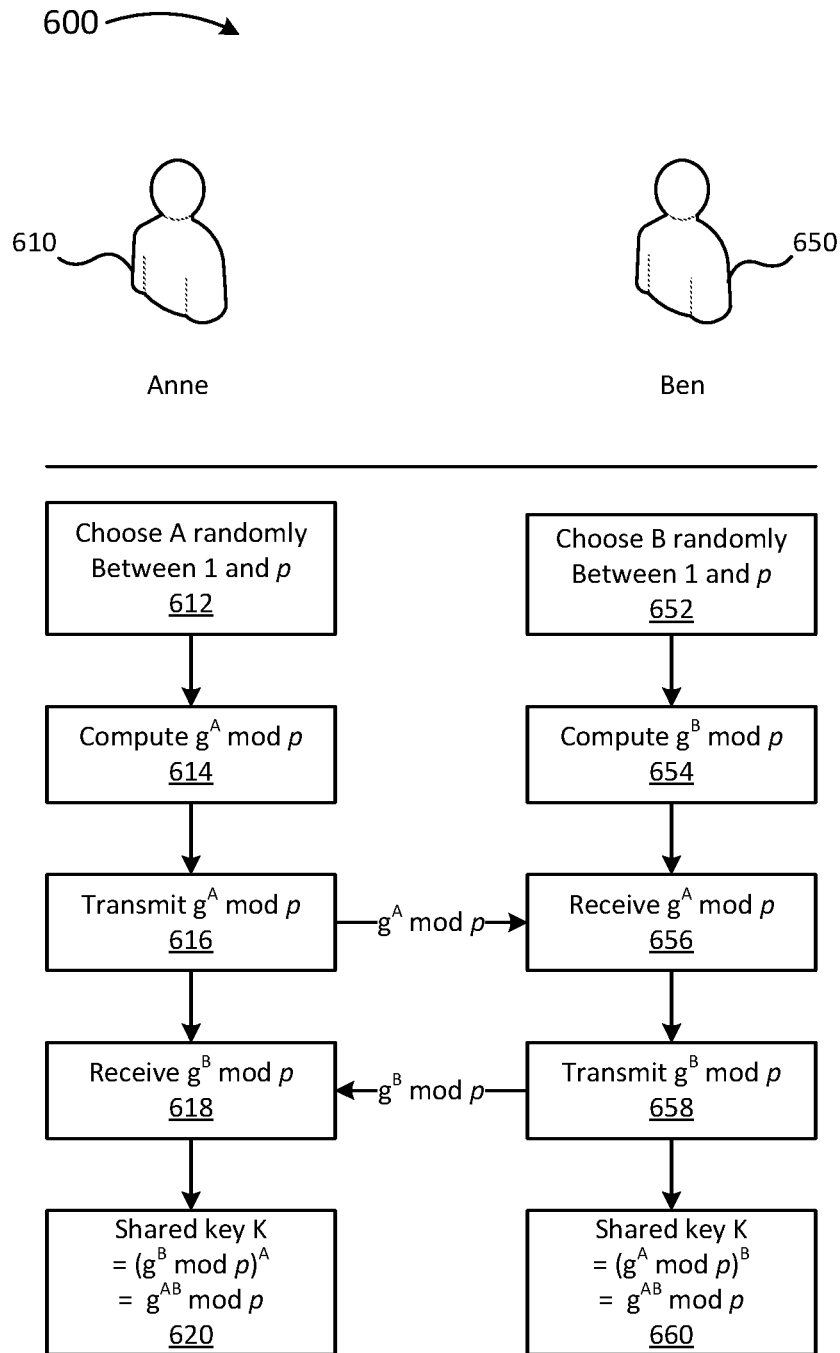 600
610
650
Anne
Ben
Choose A randomly
Between 1 and p
612
Choose B randomly
Between 1 and p
652
Compute g^A mod p
614
Compute g^B mod p
654
Transmit g^A mod p
616
g^A mod p
Receive g^A mod p
656
Receive g^B mod p
618
g^B mod p
Transmit g^B mod p
658
Shared key K
= (g^B mod p)^A
= g^AB mod p
620
Shared key K
= (g^A mod p)^B
= g^AB mod p
660